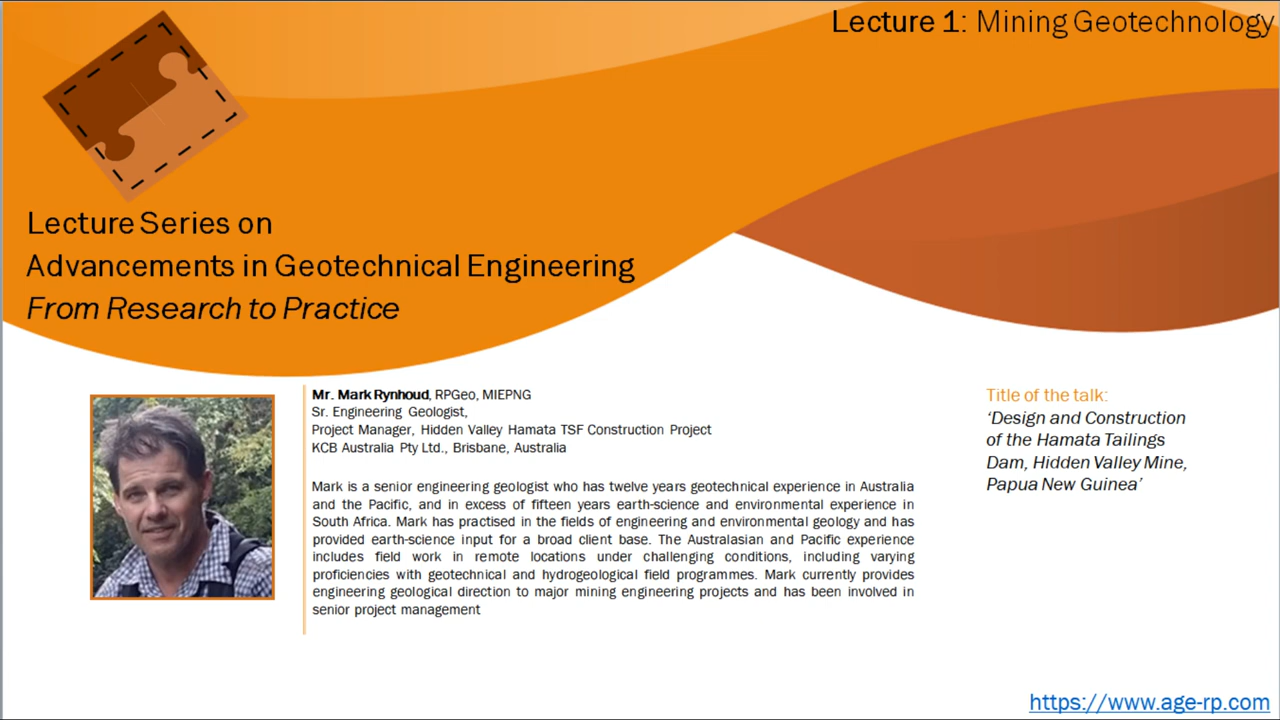 Lecture 1: Mining Geotechnology
Lecture Series on
Advancements in Geotechnical Engineering
From Research to Practice
Mr. Mark Rynhoud, RPGeo, MIEPNG
Sr. Engineering Geologist,
Project Manager, Hidden Valley Hamata TSF Construction Project
KCB Australia Pty Ltd., Brisbane, Australia
Mark is a senior engineering geologist who has twelve years geotechnical experience in Australia
and the Pacific, and in excess of fifteen years earth-science and environmental experience in
South Africa. Mark has practised in the fields of engineering and environmental geology and has
provided earth-science input for a broad client base. The Australasian and Pacific experience
includes field work in remote locations under challenging conditions, including varying
proficiencies with geotechnical and hydrogeological field programmes. Mark currently provides
engineering geological direction to major mining engineering projects and has been involved in
senior project management
Title of the talk:
‘Design and Construction
of the Hamata Tailings
Dam, Hidden Valley Mine,
Papua New Guinea’
https://www.age-rp.com